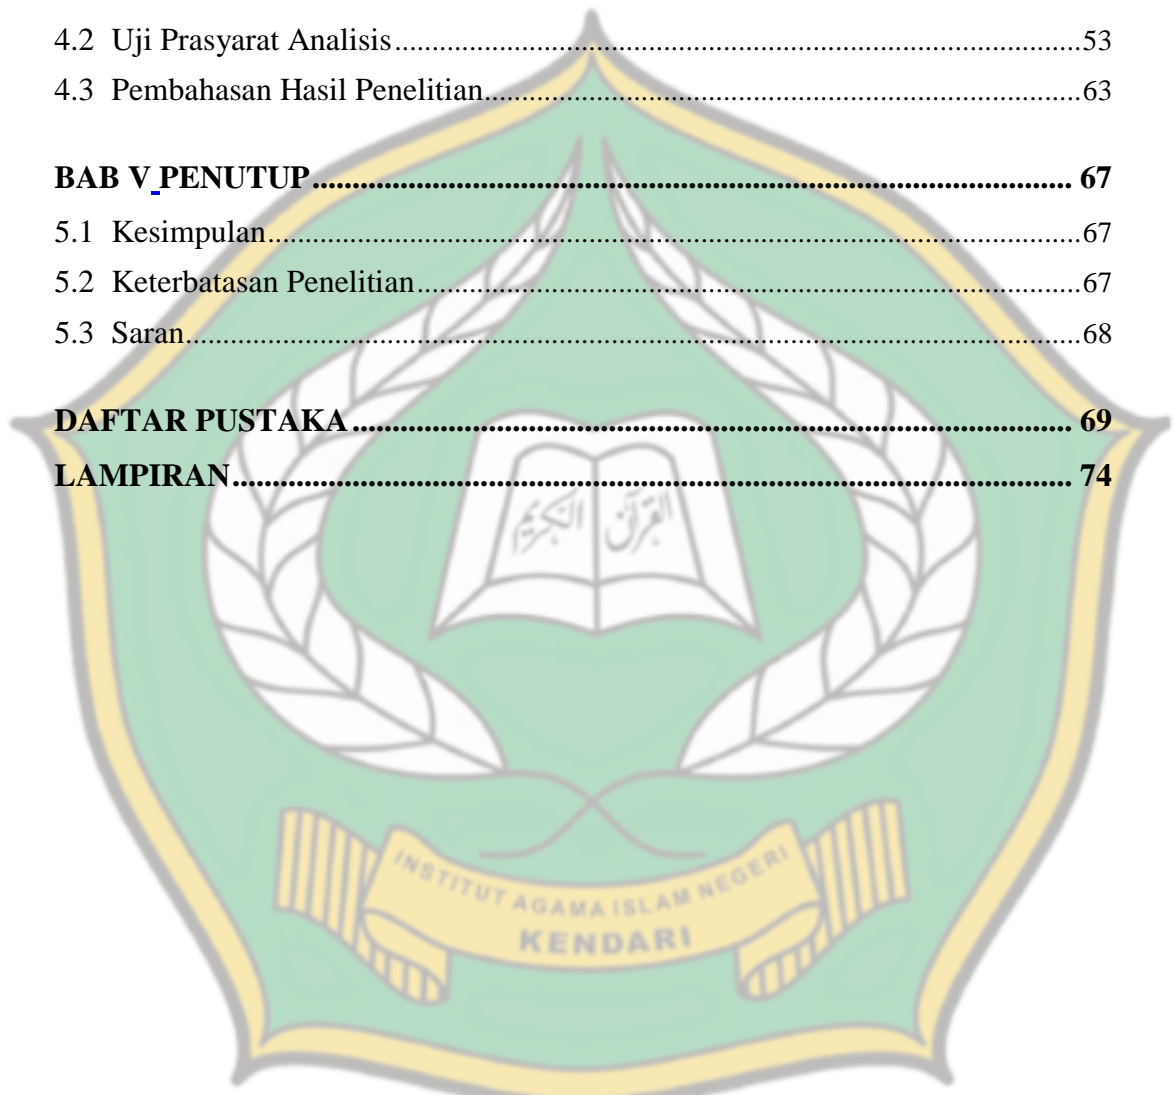 4.2 Uji Prasyarat Analisis....................53
4.3 Pembahasan Hasil Penelitian....................63
BAB V PENUTUP.................... 67
5.1 Kesimpulan....................67
5.2 Keterbatasan Penelitian....................67
5.3 Saran....................68
DAFTAR PUSTAKA.................... 69
LAMPIRAN.................... 74
القرآن الكريم
INSTITUT AGAMA ISLAM NEGERI
KENDARI